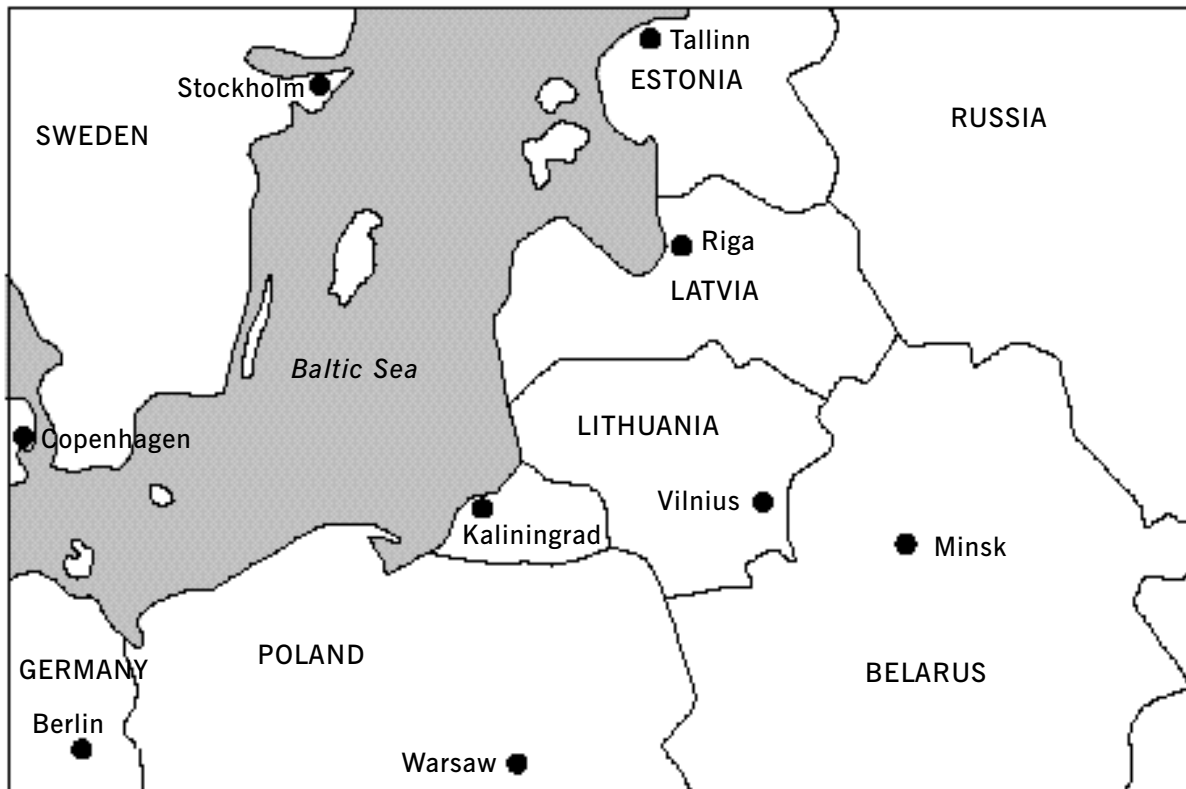 Tallinn
ESTONIA
Stockholm
RUSSIA
SWEDEN
Riga
LATVIA
Baltic Sea
LITHUANIA
Copenhagen
Vilnius
Kaliningrad
Minsk
POLAND
GERMANY
BELARUS
Berlin
Warsaw